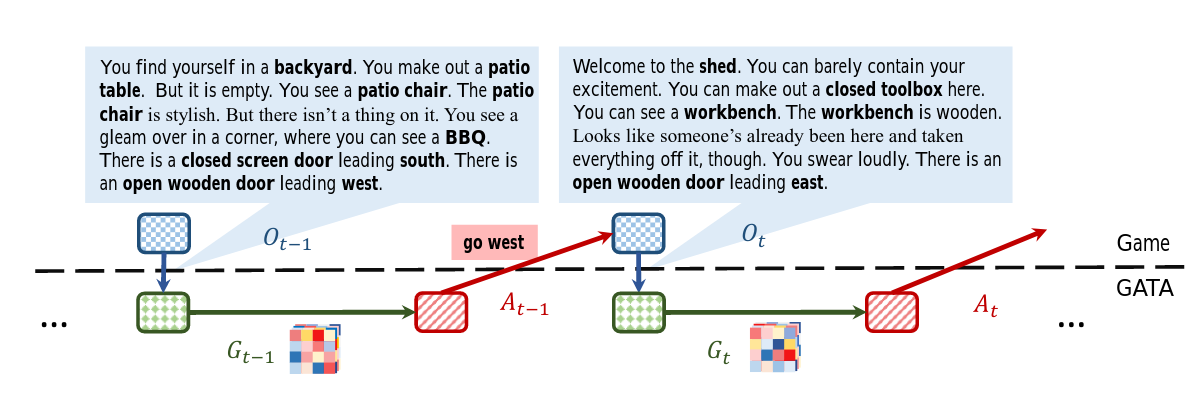 You find yourself in a backyard. You make out a patio
table. But it is empty. You see a patio chair. The patio
chair is stylish. But there isn't a thing on it. You see a
gleam over in a corner, where you can see a BBQ.
There is a closed screen door leading south. There is
an open wooden door leading west.
Welcome to the shed. You can barely contain your
excitement. You can make out a closed toolbox here.
You can see a workbench. The workbench is wooden.
Looks like someone's already been here and taken
everything off it, though. You swear loudly. There is an
open wooden door leading east.
O_{t−1}
go west
O_t
Game
GATA
A_{t−1}
A_t
...
...
G_{t−1}
G_t